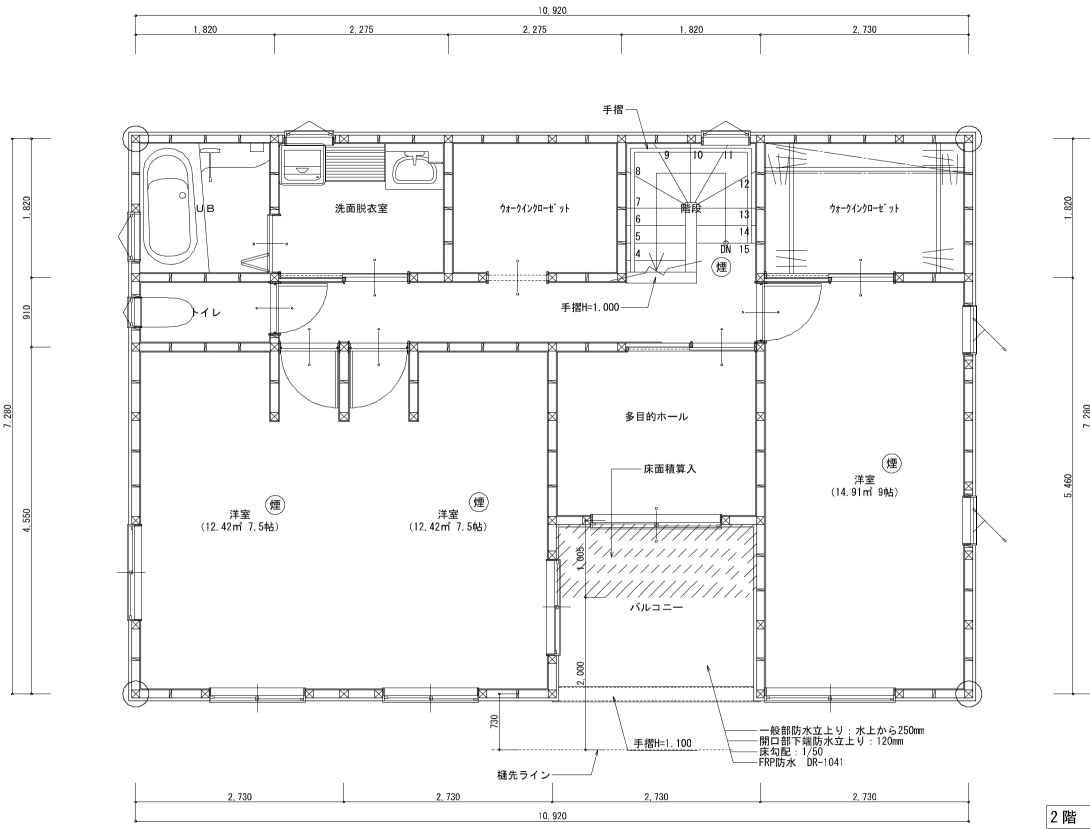 10,920
1,820
2,275
2,275
1,820
2,730
手摺
9
10
11
8
12
7
13
6
14
5
15
4
DN
階段
煙
UB
洗面脱衣室
ウォークインクローゼット
ウォークインクローゼット
1,820
910
4,550
7,280
1,820
5,460
7,280
トイレ
手摺H=1,000
多目的ホール
床面積算入
煙
洋室
(12.42㎡ 7.5帖)
煙
洋室
(12.42㎡ 7.5帖)
煙
洋室
(14.91㎡ 9帖)
1,005
バルコニー
2,000
730
手摺H=1,100
樋先ライン
一般部防水立上り：水上から250mm
開口部下端防水立上り：120mm
床勾配：1/50
FRP防水 DR-1041
2,730
2,730
2,730
2,730
10,920
2階